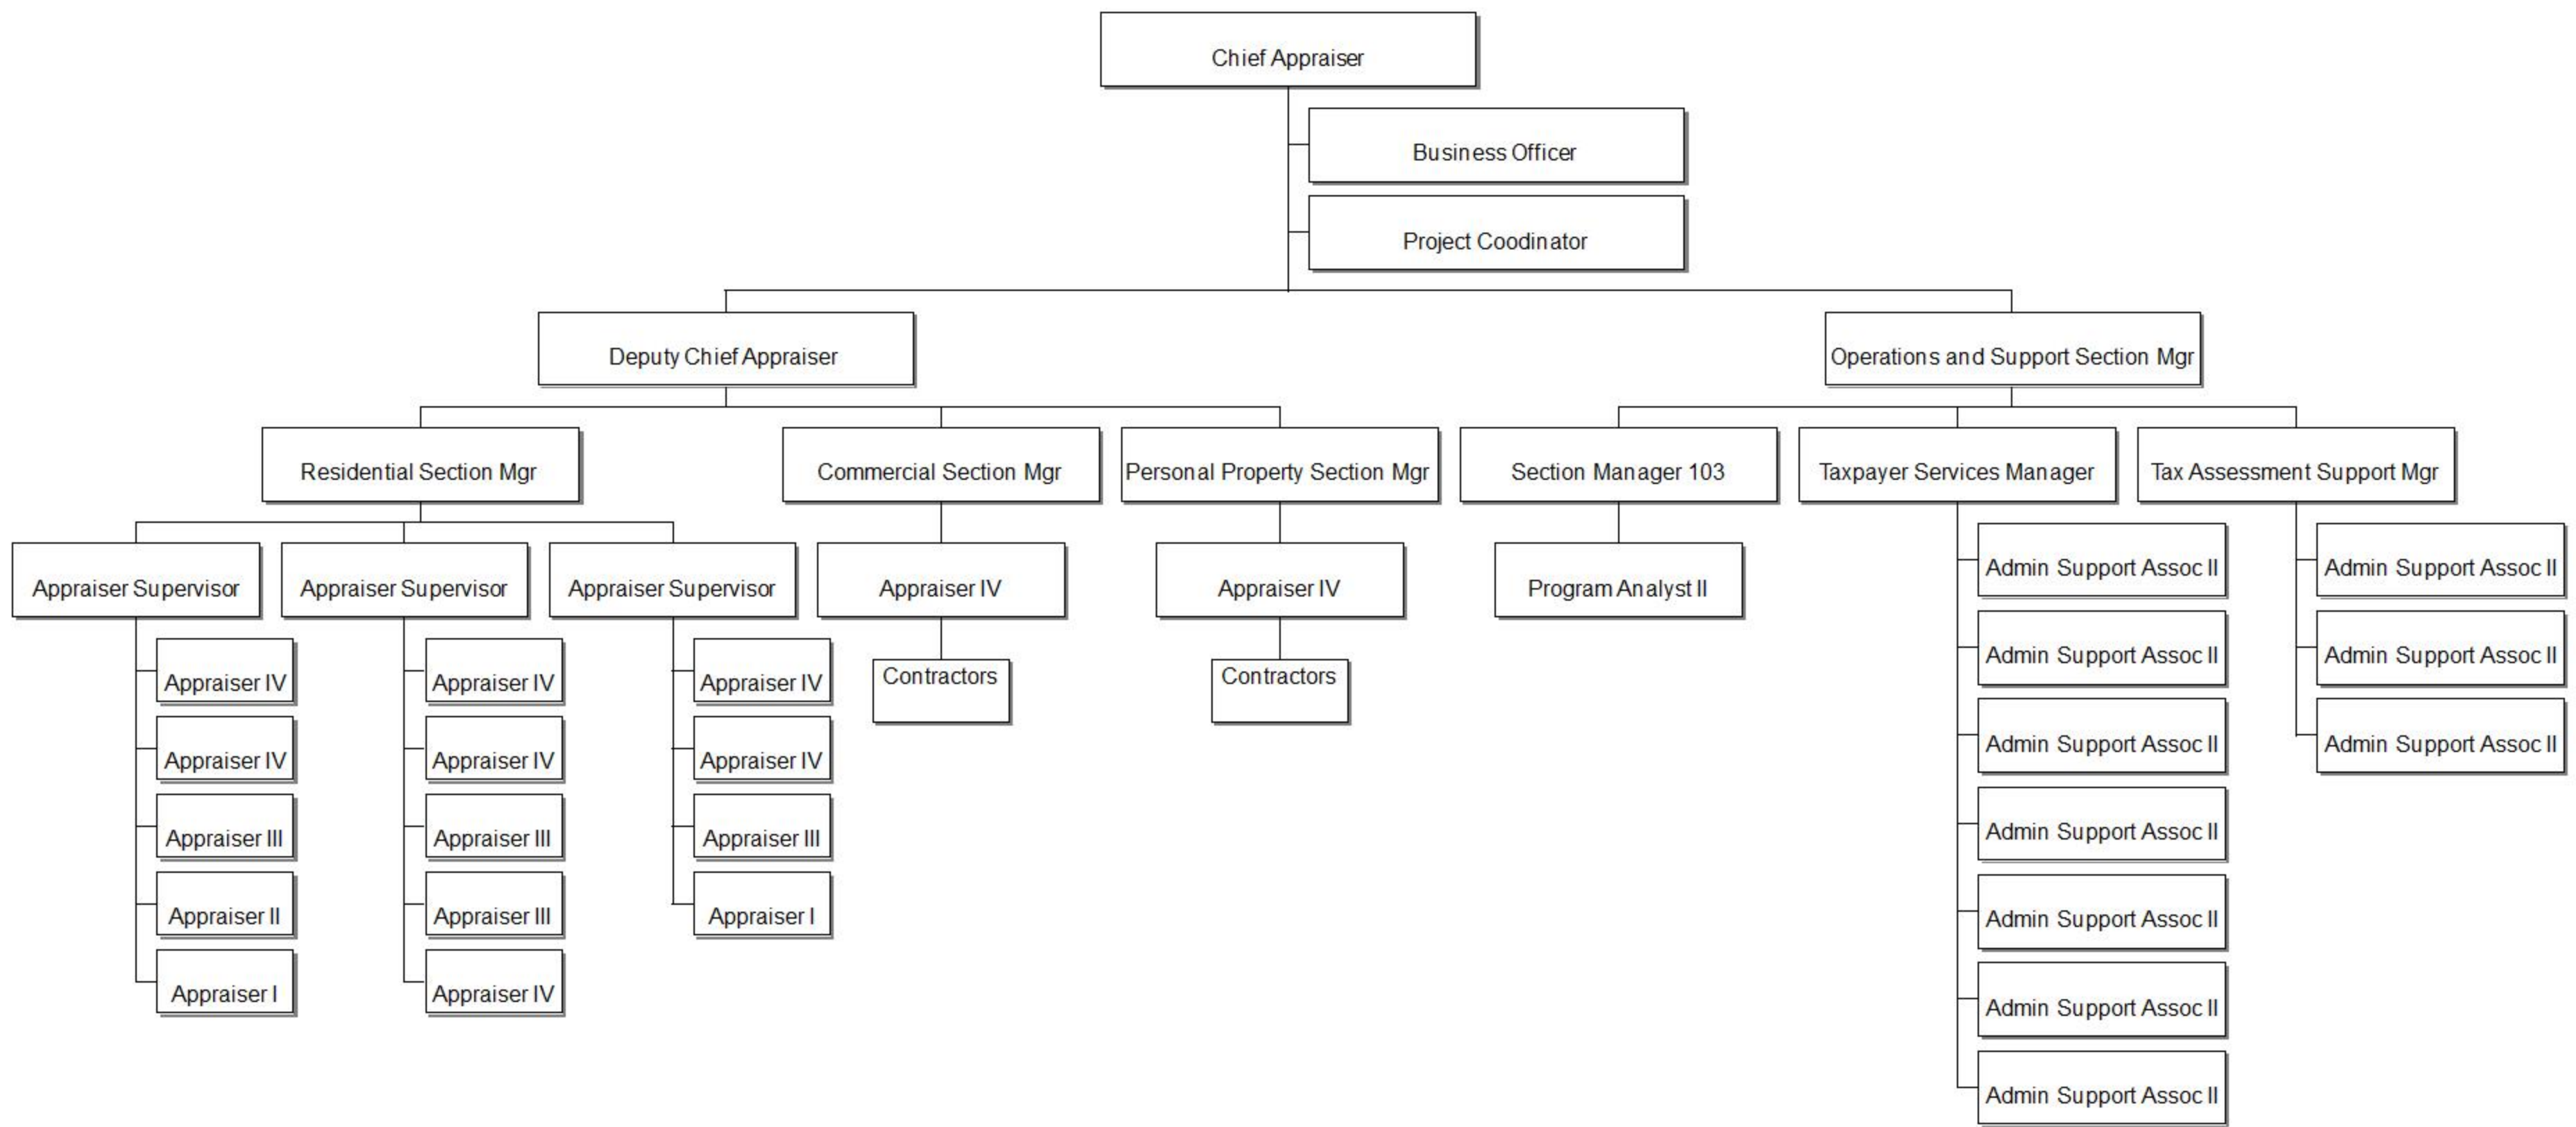 Chief Appraiser
Business Officer
Project Coodinator
Deputy Chief Appraiser
Operations and Support Section Mgr
Residential Section Mgr
Commercial Section Mgr
Personal Property Section Mgr
Section Manager 103
Taxpayer Services Manager
Tax Assessment Support Mgr
Appraiser Supervisor
Appraiser IV
Appraiser IV
Appraiser III
Appraiser II
Appraiser I
Appraiser Supervisor
Appraiser IV
Appraiser IV
Appraiser III
Appraiser III
Appraiser IV
Appraiser Supervisor
Appraiser IV
Appraiser IV
Appraiser III
Appraiser I
Appraiser IV
Contractors
Appraiser IV
Contractors
Program Analyst II
Admin Support Assoc II
Admin Support Assoc II
Admin Support Assoc II
Admin Support Assoc II
Admin Support Assoc II
Admin Support Assoc II
Admin Support Assoc II
Admin Support Assoc II
Admin Support Assoc II
Admin Support Assoc II